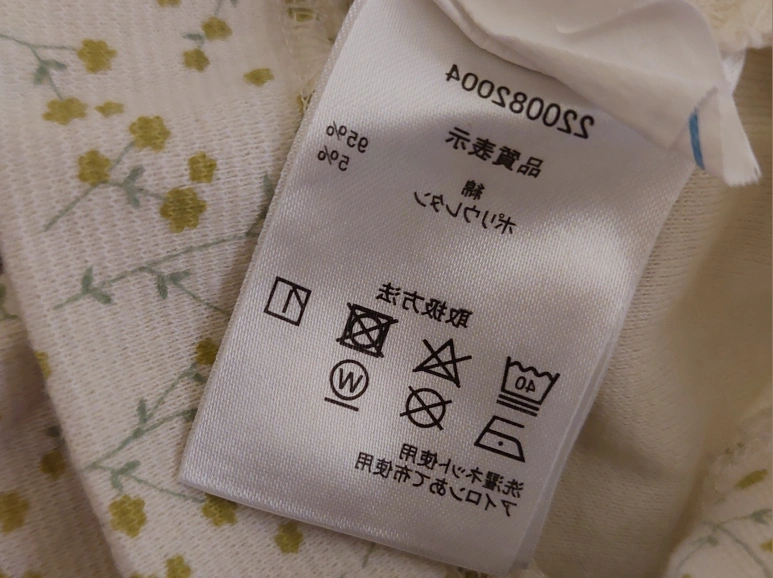 220082004
品質表示
綿 95%
ポリウレタン 5%
取扱方法
40
W
洗濯ネット使用
アイロンあて布使用